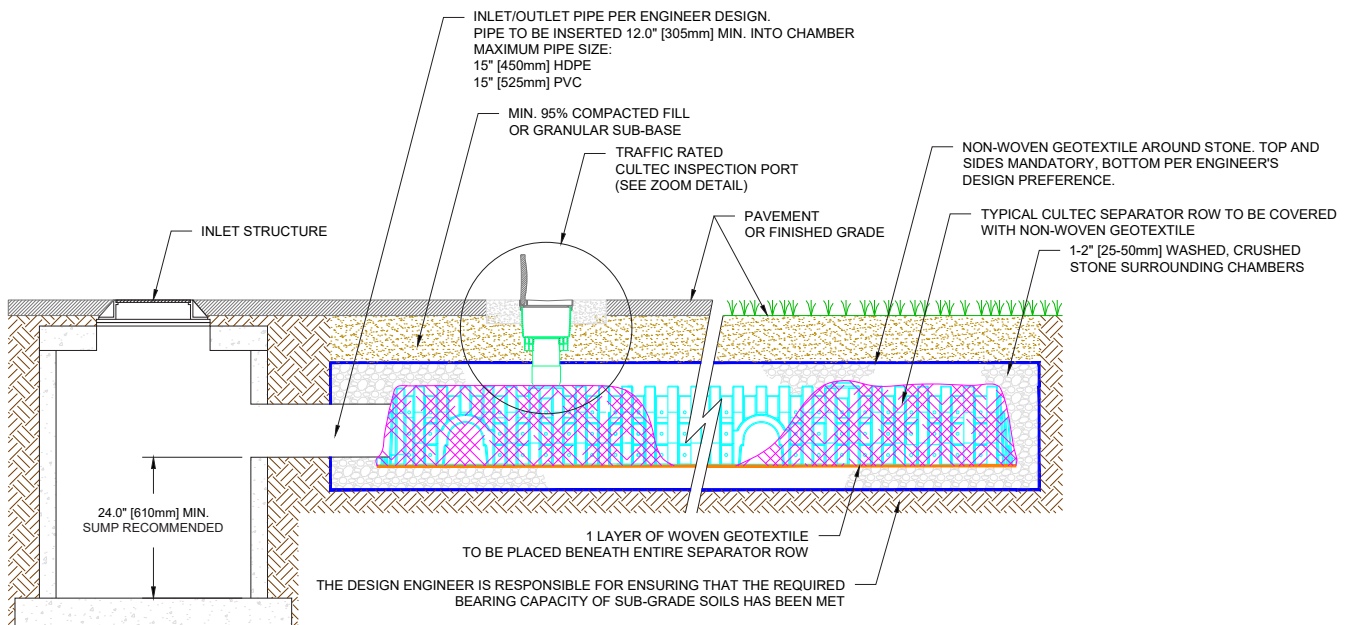 INLET/OUTLET PIPE PER ENGINEER DESIGN.
PIPE TO BE INSERTED 12.0" [305mm] MIN. INTO CHAMBER
MAXIMUM PIPE SIZE:
15" [450mm] HDPE
15" [525mm] PVC
MIN. 95% COMPACTED FILL
OR GRANULAR SUB-BASE
TRAFFIC RATED
CULTEC INSPECTION PORT
(SEE ZOOM DETAIL)
NON-WOVEN GEOTEXTILE AROUND STONE. TOP AND
SIDES MANDATORY, BOTTOM PER ENGINEER'S
DESIGN PREFERENCE.
PAVEMENT
OR FINISHED GRADE
TYPICAL CULTEC SEPARATOR ROW TO BE COVERED
WITH NON-WOVEN GEOTEXTILE
INLET STRUCTURE
1-2" [25-50mm] WASHED, CRUSHED
STONE SURROUNDING CHAMBERS
24.0" [610mm] MIN.
SUMP RECOMMENDED
1 LAYER OF WOVEN GEOTEXTILE
TO BE PLACED BENEATH ENTIRE SEPARATOR ROW
THE DESIGN ENGINEER IS RESPONSIBLE FOR ENSURING THAT THE REQUIRED
BEARING CAPACITY OF SUB-GRADE SOILS HAS BEEN MET